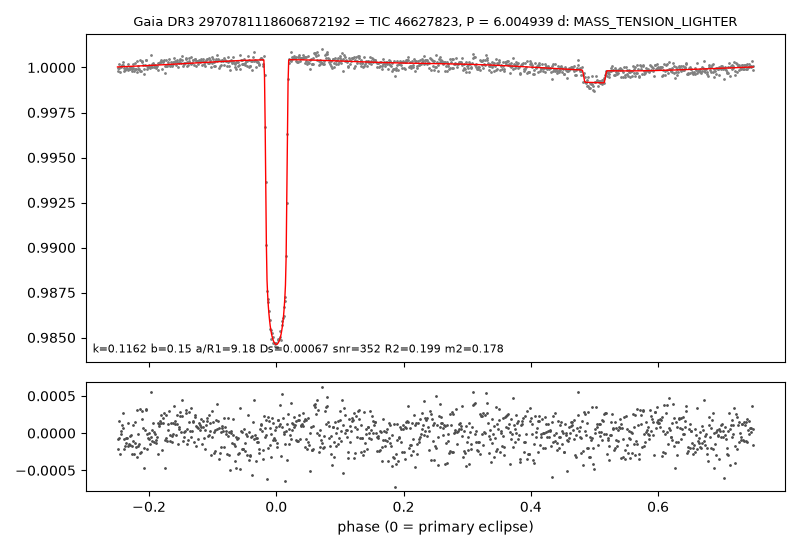 Gaia DR3 2970781118606872192 = TIC 46627823, P = 6.004939 d: MASS_TENSION_LIGHTER
1.0000
0.9975
0.9950
0.9925
0.9900
0.9875
0.9850
k=0.1162 b=0.15 a/R1=9.18 Ds=0.00067 snr=352 R2=0.199 m2=0.178
0.0005
0.0000
−0.0005
−0.2 0.0 0.2 0.4 0.6
phase (0 = primary eclipse)